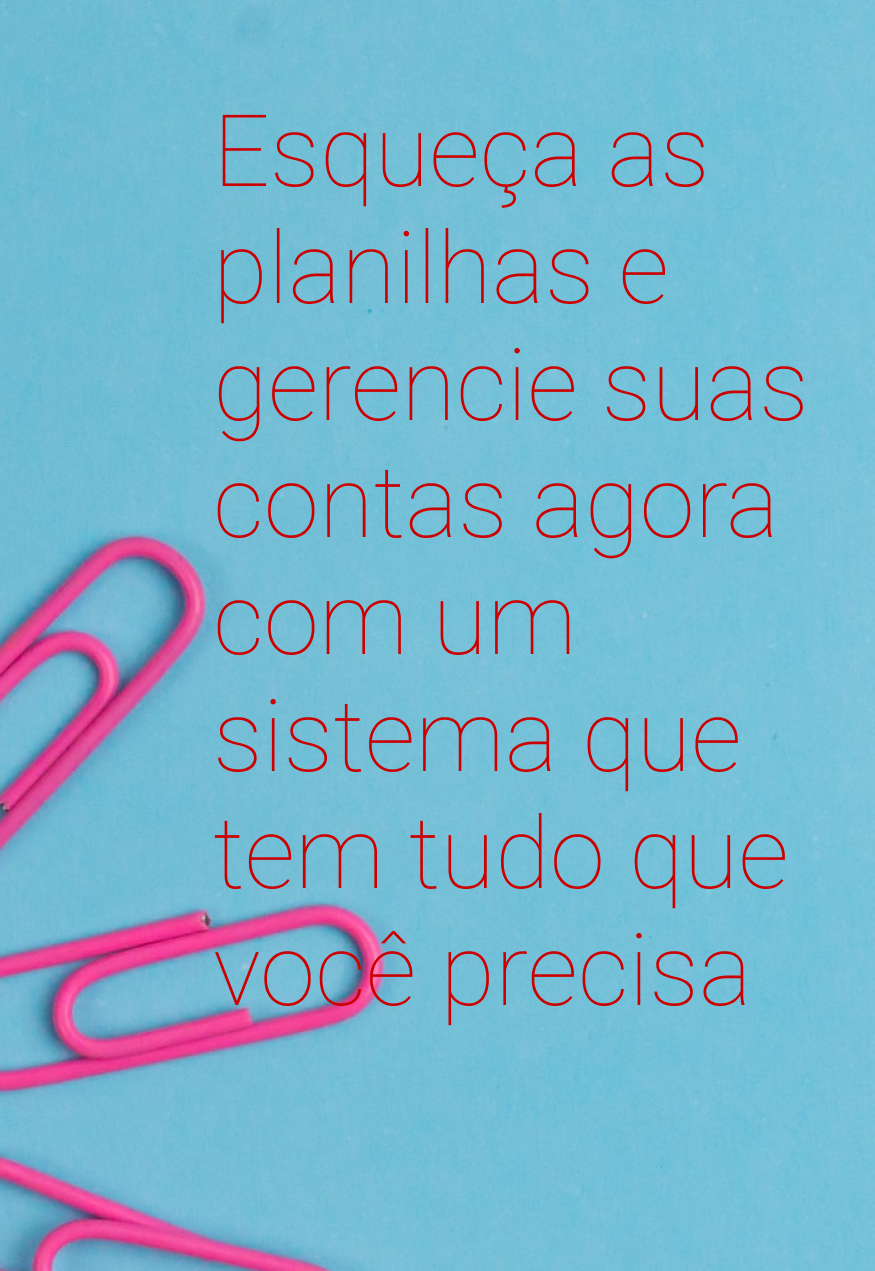 Esqueça as
planilhas e
gerencie suas
contas agora
com um
sistema que
tem tudo que
você precisa